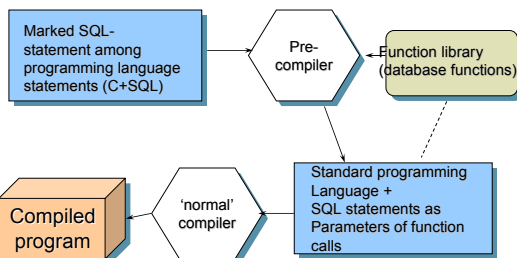 Marked SQL-
statement among
programming language
statements (C+SQL)
Pre-
compiler
Function library
(database functions)
Standard programming
Language +
SQL statements as
Parameters of function
calls
‘normal’
compiler
Compiled
program